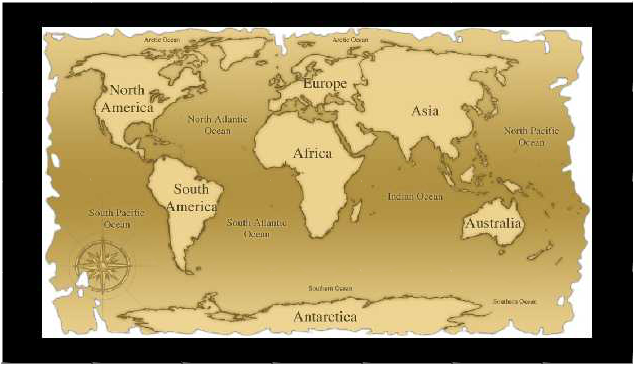 Arctic Ocean
Arctic Ocean
Europe
North
America
Asia
North Atlantic
Ocean
North Pacific
Ocean
Africa
South
America
Indian Ocean
South Pacific
Ocean
South Atlantic
Ocean
Australia
Southern Ocean
Southern Ocean
Antarctica